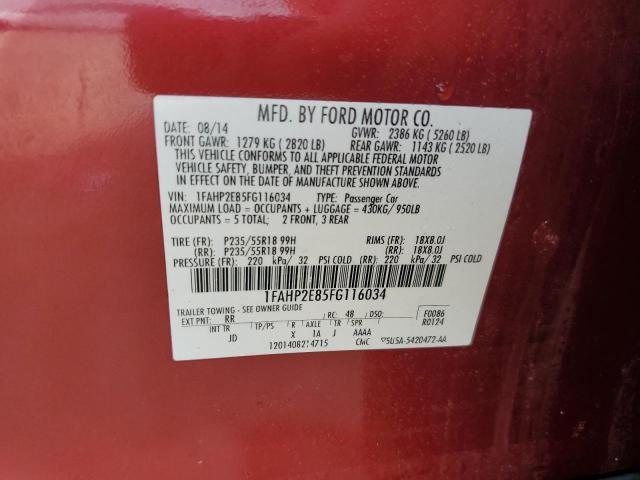 MFD. BY FORD MOTOR CO.
DATE: 08/14 GVWR: 2386 KG ( 5260 LB)
FRONT GAWR: 1279 KG ( 2820 LB) REAR GAWR: 1143 KG ( 2520 LB)
THIS VEHICLE CONFORMS TO ALL APPLICABLE FEDERAL MOTOR
VEHICLE SAFETY, BUMPER, AND THEFT PREVENTION STANDARDS
IN EFFECT ON THE DATE OF MANUFACTURE SHOWN ABOVE.
VIN: 1FAHP2E85FG116034 TYPE: Passenger Car
MAXIMUM LOAD = OCCUPANTS + LUGGAGE = 430KG/ 950LB
OCCUPANTS = 5 TOTAL; 2 FRONT, 3 REAR
TIRE (FR): P235/55R18 99H RIMS (FR): 18X8.0J
(RR): P235/55R18 99H (RR): 18X8.0J
PRESSURE (FR): 220 kPa/ 32 PSI COLD (RR): 220 kPa/ 32 PSI COLD
1FAHP2E85FG116034
TRAILER TOWING - SEE OWNER GUIDE F0086
EXT PNT: RR RC: 48 DSO: R0124
INT TR TP/PS R AXLE TR SPR
JD X 1A J AAAA
1201408214715 CMC 5U5A-5420472-AA